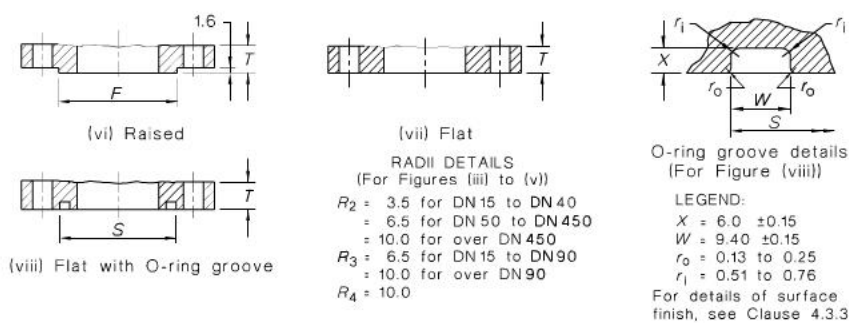 1.6
T
F
(vi) Raised
T
(vii) Flat
r i
r i
X
r o
r o
W
S
O-ring groove details
(For Figure (viii))
T
S
(viii) Flat with O-ring groove
RADII DETAILS
(For Figures (iii) to (v))
R2 = 3.5 for DN 15 to DN 40
= 6.5 for DN 50 to DN 450
= 10.0 for over DN 450
R3 = 6.5 for DN 15 to DN 90
= 10.0 for over DN 90
R4 = 10.0
LEGEND:
X = 6.0 ±0.15
W = 9.40 ±0.15
ro = 0.13 to 0.25
ri = 0.51 to 0.76
For details of surface
finish, see Clause 4.3.3